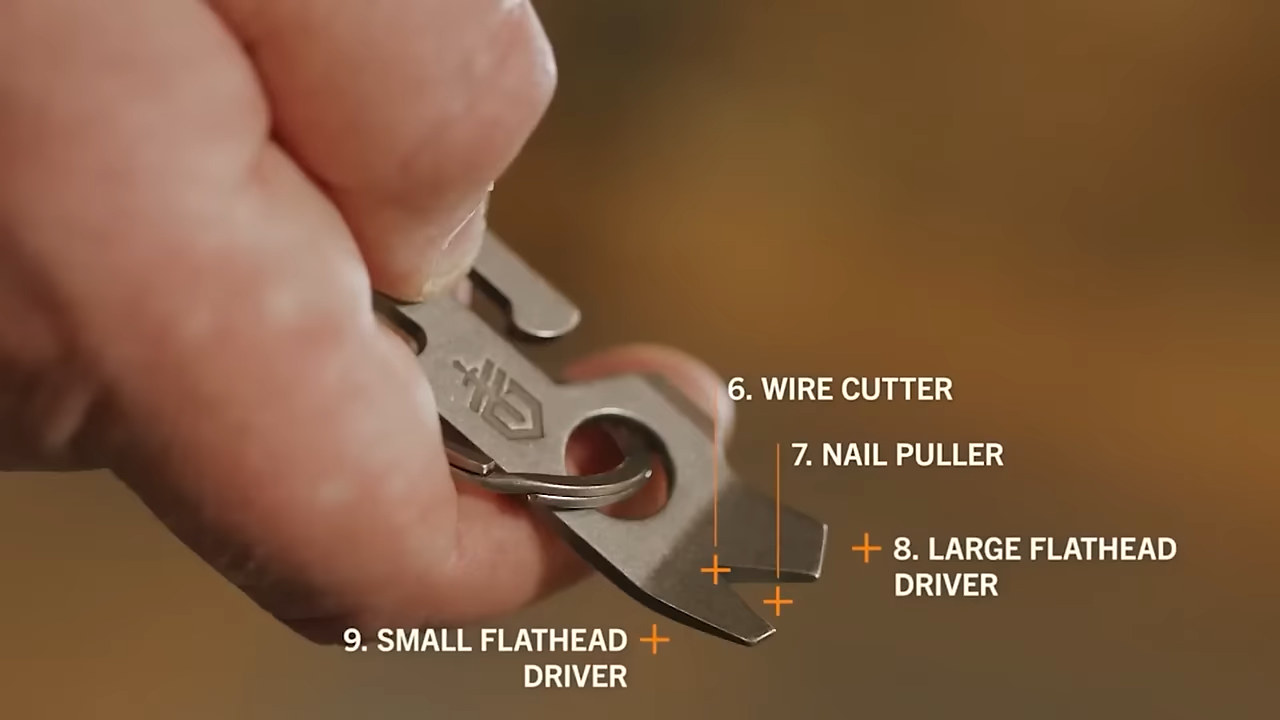 6. WIRE CUTTER
7. NAIL PULLER
8. LARGE FLATHEAD
DRIVER
9. SMALL FLATHEAD
DRIVER